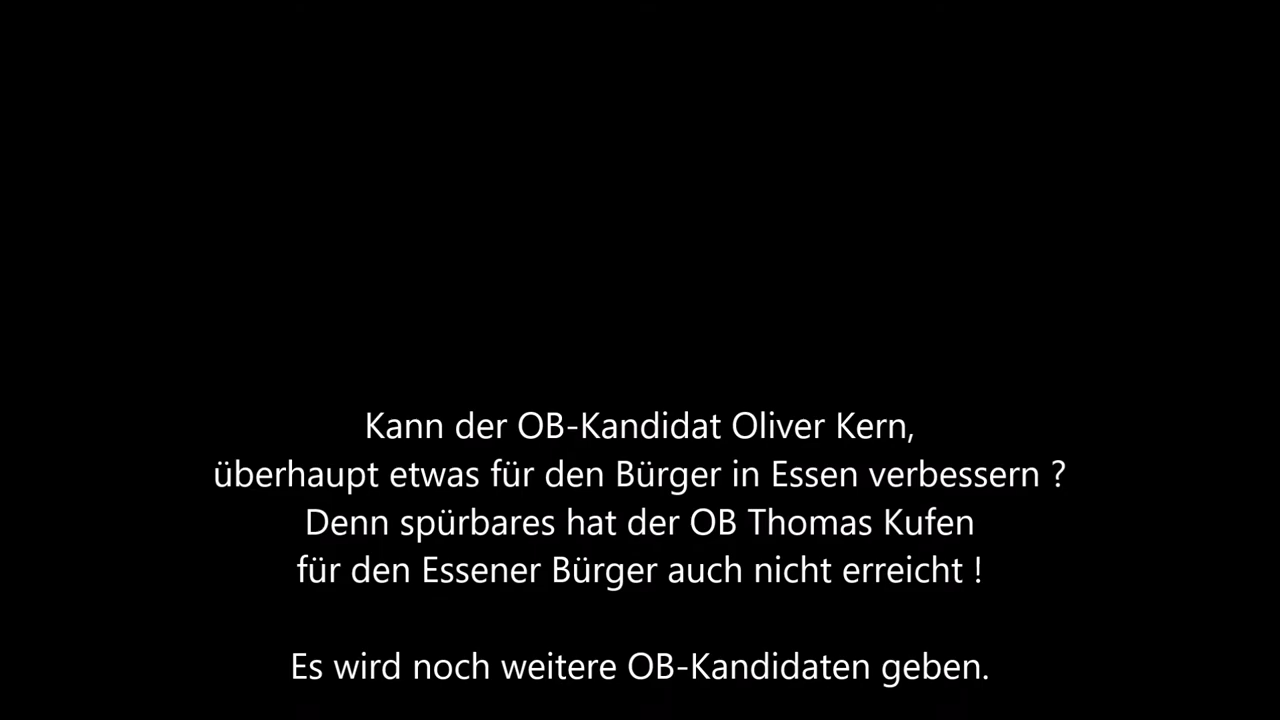 Kann der OB-Kandidat Oliver Kern,
überhaupt etwas für den Bürger in Essen verbessern ?
Denn spürbares hat der OB Thomas Kufen
für den Essener Bürger auch nicht erreicht !
Es wird noch weitere OB-Kandidaten geben.